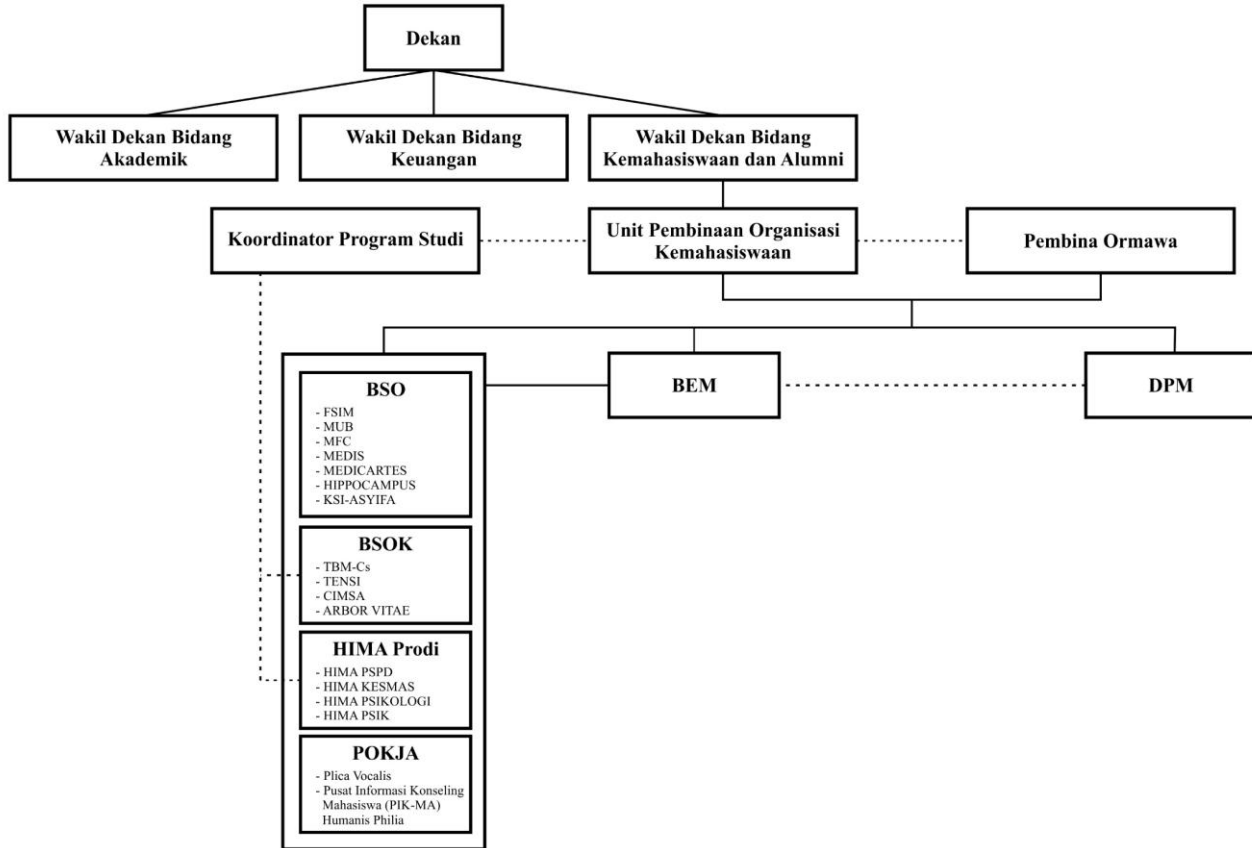 Dekan
Wakil Dekan Bidang
Akademik
Wakil Dekan Bidang
Keuangan
Wakil Dekan Bidang
Kemahasiswaan dan Alumni
Koordinator Program Studi
Unit Pembinaan Organisasi
Kemahasiswaan
Pembina Ormawa
BSO
- FSIM
- MUB
- MFC
- MEDIS
- MEDICARTES
- HIPPOCAMPUS
- KSI-ASYIFA
BEM
DPM
BSOK
- TBM-Cs
- TENSI
- CIMSA
- ARBOR VITAE
HIMA Prodi
- HIMA PSPD
- HIMA KESMAS
- HIMA PSIKOLOGI
- HIMA PSIK
POKJA
- Plica Vocalis
- Pusat Informasi Konseling
Mahasiswa (PIK-MA)
Humanis Philia